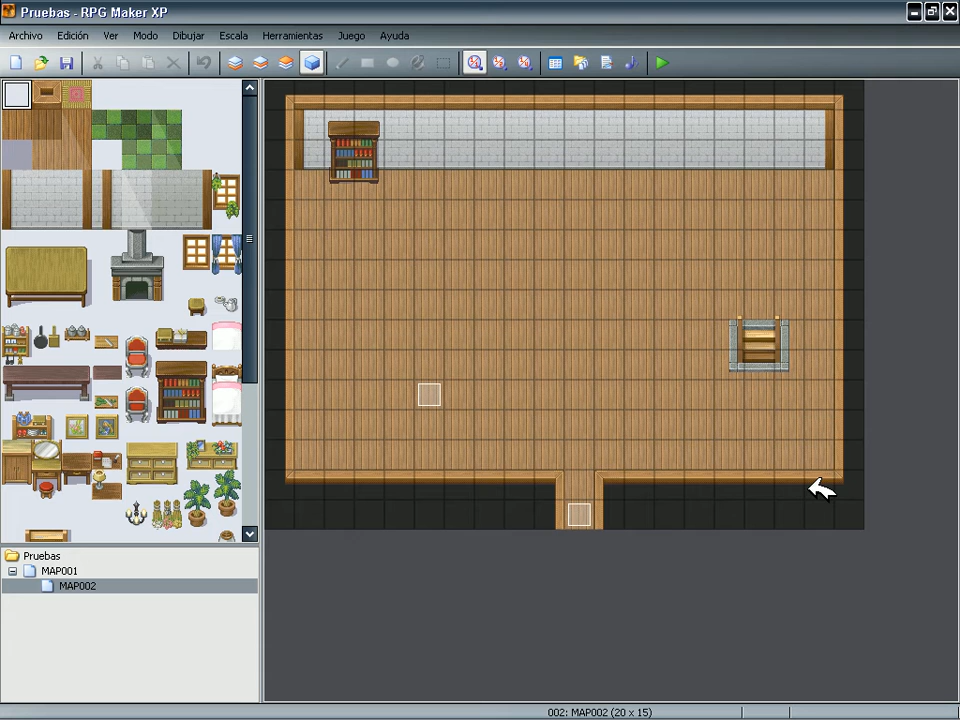 Pruebas - RPG Maker XP
Archivo Edición Ver Modo Dibujar Escala Herramientas Juego Ayuda
Pruebas
MAP001
MAP002
002: MAP002 (20 x 15)